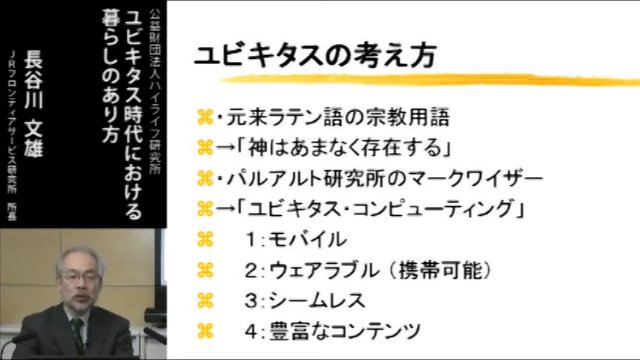 公益財団法人ハイライフ研究所
ユビキタス時代における
暮らしのあり方
長谷川 文雄
JRフロンティアサービス研究所 所長
ユビキタスの考え方
⌘・元来ラテン語の宗教用語
⌘→「神はあまなく存在する」
⌘・パルアルト研究所のマークワイザー
⌘→「ユビキタス・コンピューティング」
⌘ 1:モバイル
⌘ 2:ウェアラブル(携帯可能)
⌘ 3:シームレス
⌘ 4:豊富なコンテンツ